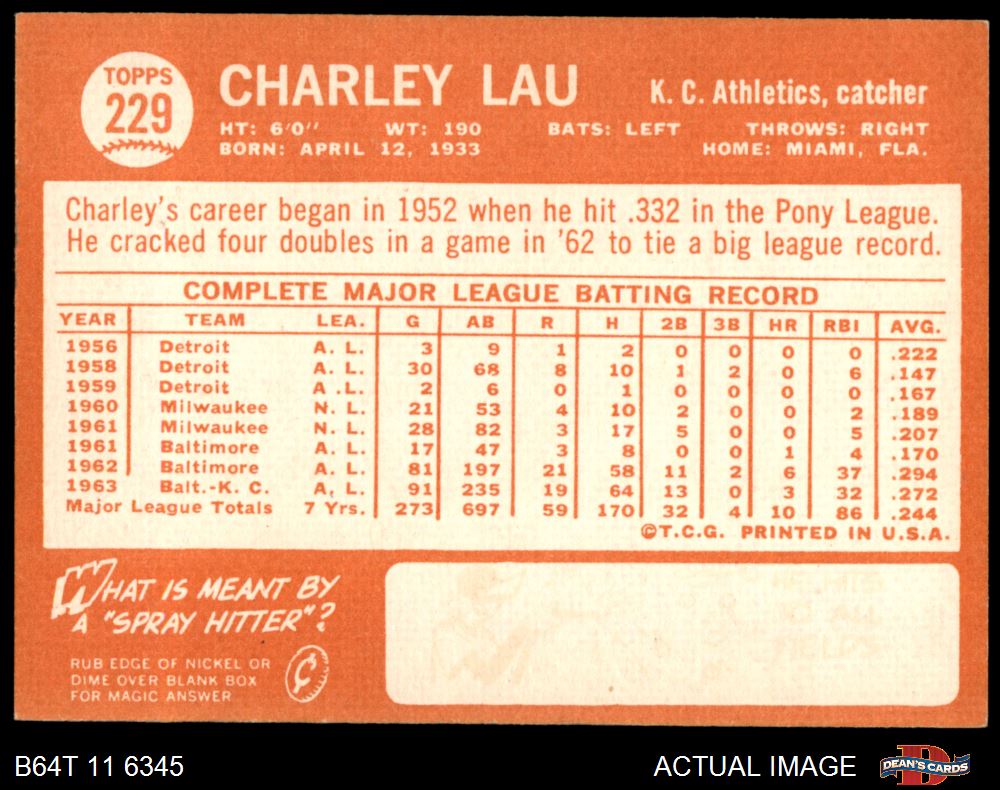 TOPPS
229
CHARLEY LAU
K. C. Athletics, catcher
HT: 6'0" WT: 190 BATS: LEFT THROWS: RIGHT
BORN: APRIL 12, 1933 HOME: MIAMI, FLA.
Charley's career began in 1952 when he hit .332 in the Pony League.
He cracked four doubles in a game in '62 to tie a big league record.
COMPLETE MAJOR LEAGUE BATTING RECORD
YEAR TEAM LEA. G AB R H 2B 3B HR RBI AVG.
1956 Detroit A. L. 3 9 1 2 0 0 0 0 .222
1958 Detroit A. L. 30 68 8 10 1 2 0 6 .147
1959 Detroit A .L. 2 6 0 1 0 0 0 0 .167
1960 Milwaukee N. L. 21 53 4 10 2 0 0 2 .189
1961 Milwaukee N. L. 28 82 3 17 5 0 0 5 .207
1961 Baltimore A. L. 17 47 3 8 0 0 1 4 .170
1962 Baltimore A. L. 81 197 21 58 11 2 6 37 .294
1963 Balt.-K. C. A. L. 91 235 19 64 13 0 3 32 .272
Major League Totals 7 Yrs. 273 697 59 170 32 4 10 86 .244
©T.C.G. PRINTED IN U.S.A.
WHAT IS MEANT BY
A "SPRAY HITTER"?
RUB EDGE OF NICKEL OR
DIME OVER BLANK BOX
FOR MAGIC ANSWER
B64T 11 6345
ACTUAL IMAGE
DEAN'S CARDS